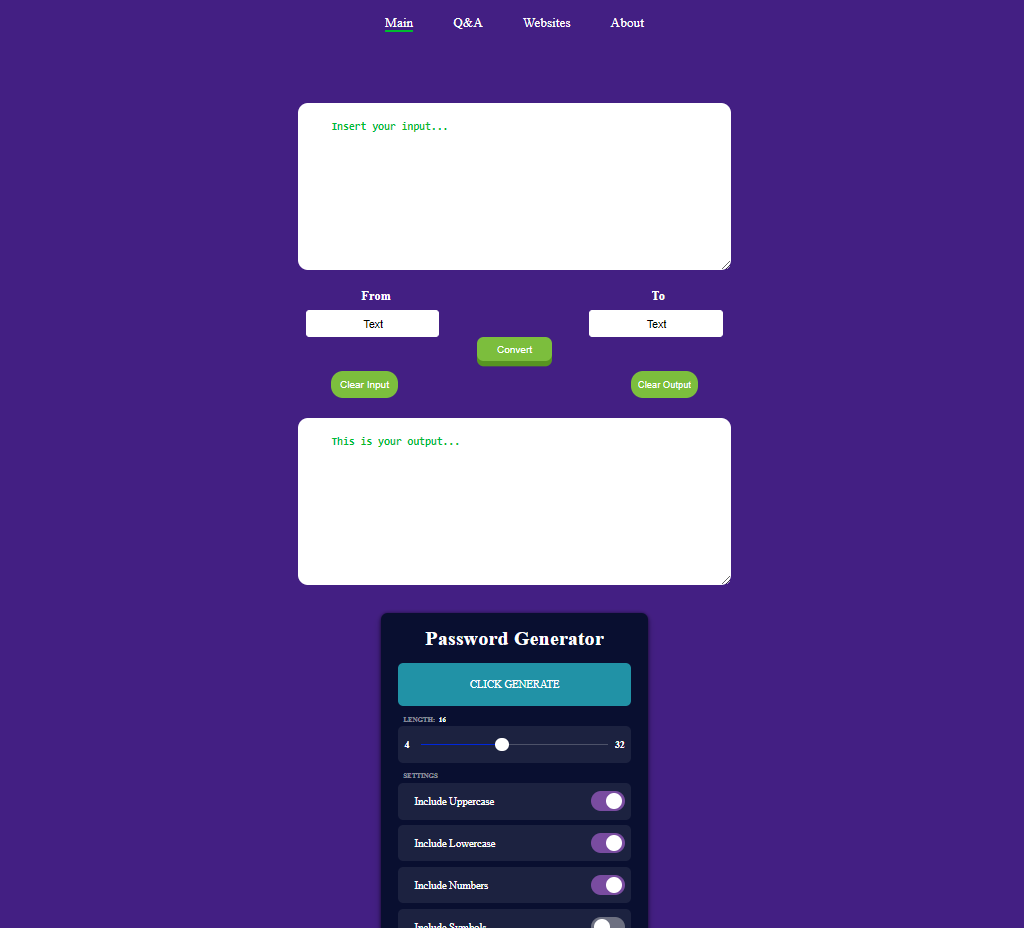 Main Q&A Websites About
Insert your input...
From To
Text Text
Convert
Clear Input Clear Output
This is your output...
Password Generator
CLICK GENERATE
LENGTH: 16
4 32
SETTINGS
Include Uppercase
Include Lowercase
Include Numbers
Include Symbols